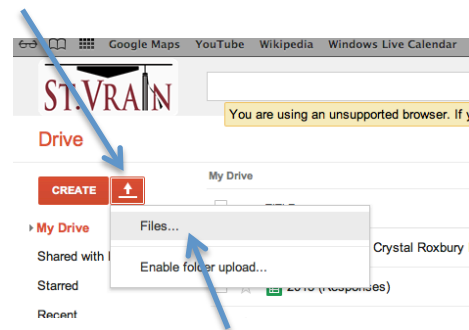 Google Maps YouTube Wikipedia Windows Live Calendar
ST. VRAIN
You are using an unsupported browser. If
Drive
CREATE
My Drive
My Drive
Files...
Shared with
Crystal Roxbury
Enable folder upload...
Starred
(Responses)
Recent